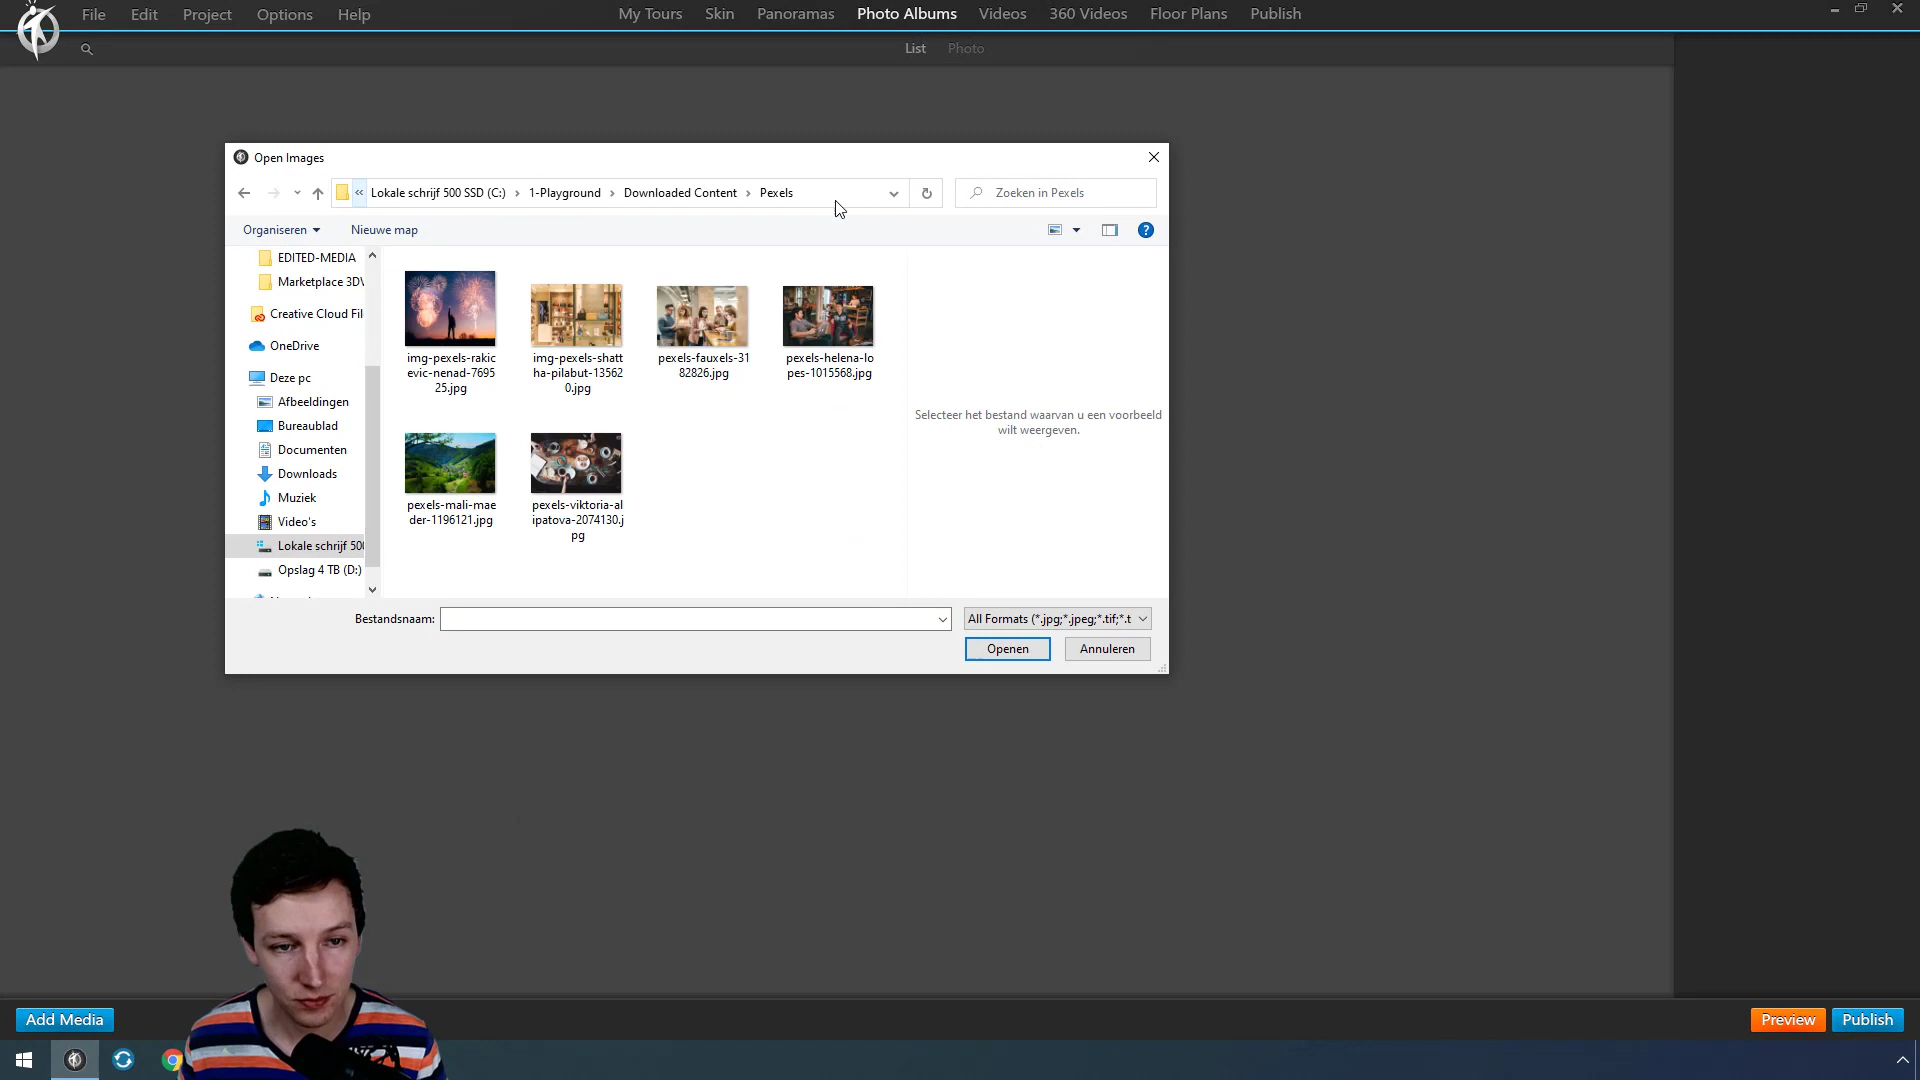 File Edit Project Options Help
My Tours Skin Panoramas Photo Albums Videos 360 Videos Floor Plans Publish
List Photo
Open Images
« Lokale schrijf 500 SSD (C:) › 1-Playground › Downloaded Content › Pexels
Zoeken in Pexels
Organiseren Nieuwe map
EDITED-MEDIA
Marketplace 3DV
Creative Cloud Fil
OneDrive
Deze pc
Afbeeldingen
Bureaublad
Documenten
Downloads
Muziek
Video's
Lokale schrijf 500
Opslag 4 TB (D:)
img-pexels-rakic
evic-nenad-7695
25.jpg
img-pexels-shatt
ha-pilabut-13562
0.jpg
pexels-fauxels-31
82826.jpg
pexels-helena-lo
pes-1015568.jpg
pexels-mali-mae
der-1196121.jpg
pexels-viktoria-al
ipatova-2074130.j
pg
Selecteer het bestand waarvan u een voorbeeld
wilt weergeven.
Bestandsnaam:
All Formats (*.jpg;*.jpeg;*.tif;*.t
Openen Annuleren
Add Media
Preview Publish